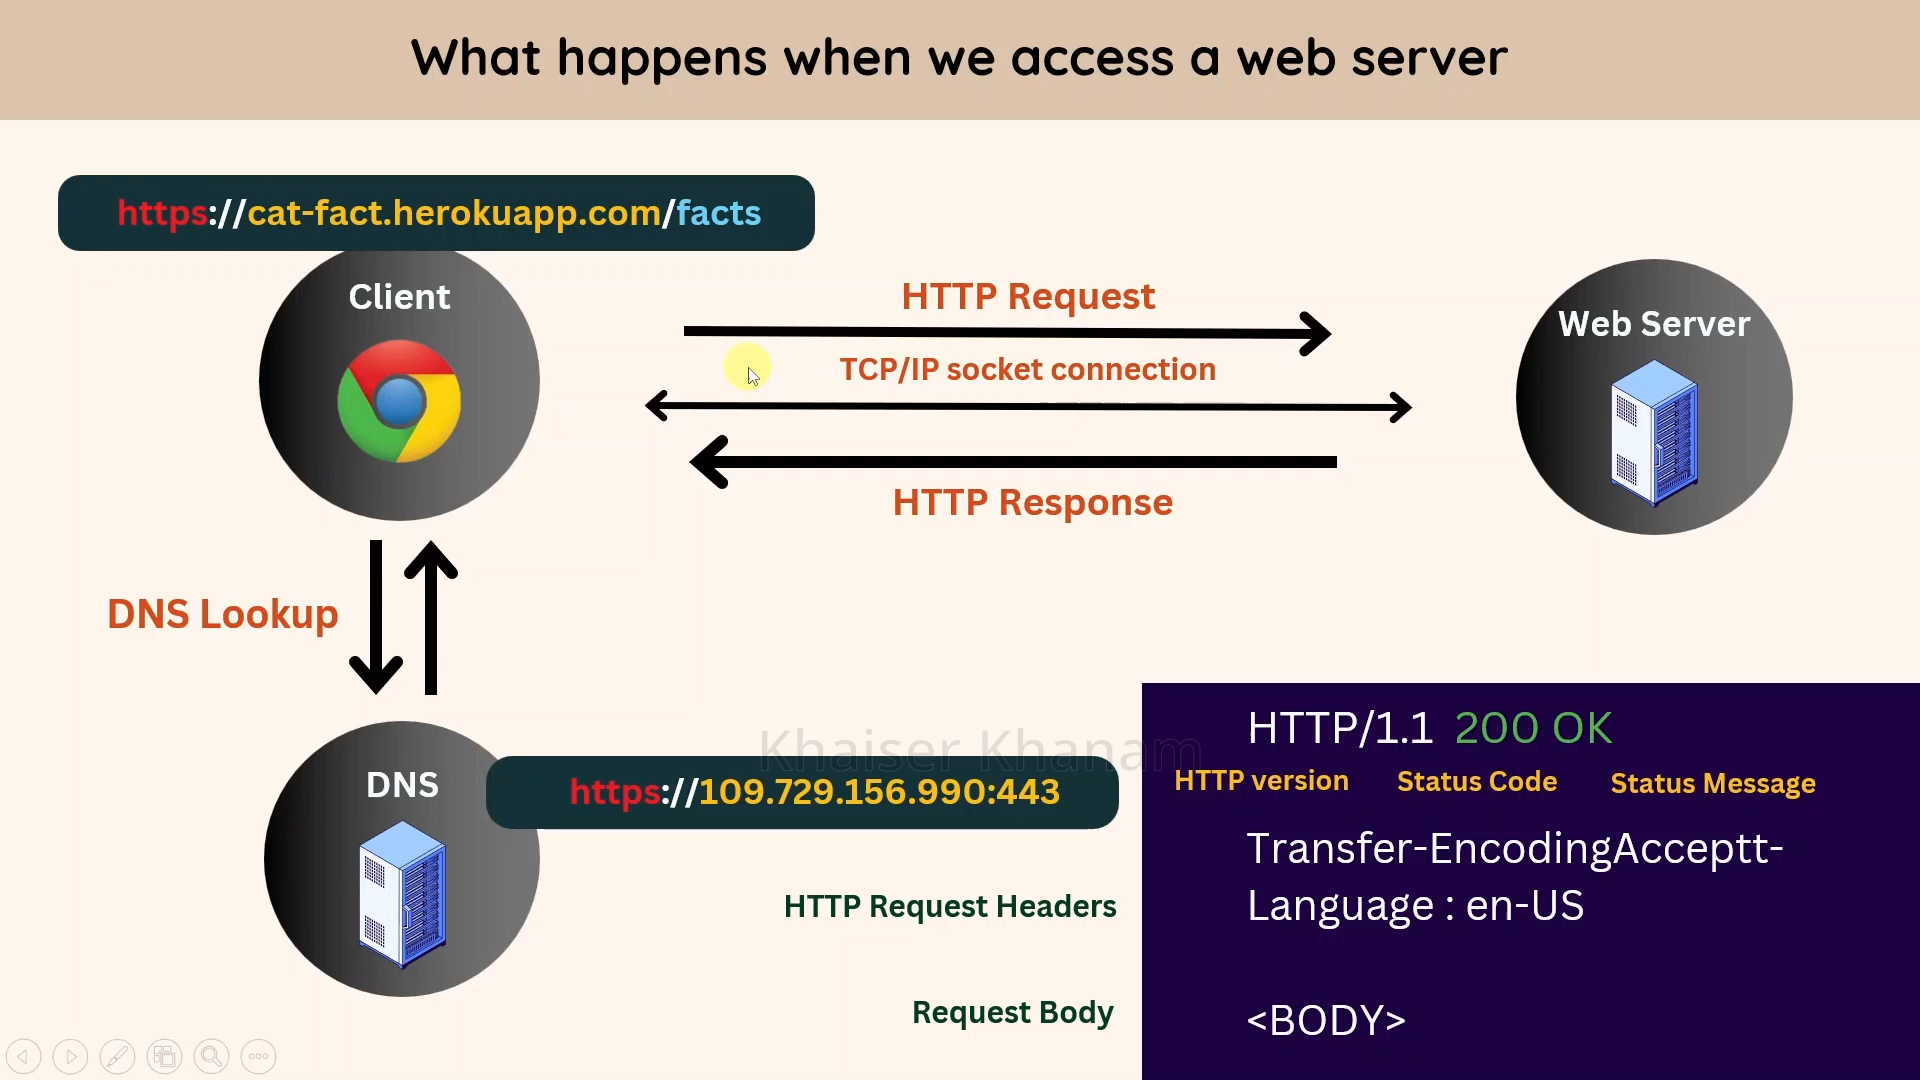 What happens when we access a web server
https://cat-fact.herokuapp.com/facts
Client
HTTP Request
Web Server
TCP/IP socket connection
HTTP Response
DNS Lookup
Khaiser Khanam
DNS
https://109.729.156.990:443
HTTP/1.1 200 OK
HTTP version Status Code Status Message
Transfer-EncodingAcceptt-
Language : en-US
HTTP Request Headers
Request Body
<BODY>